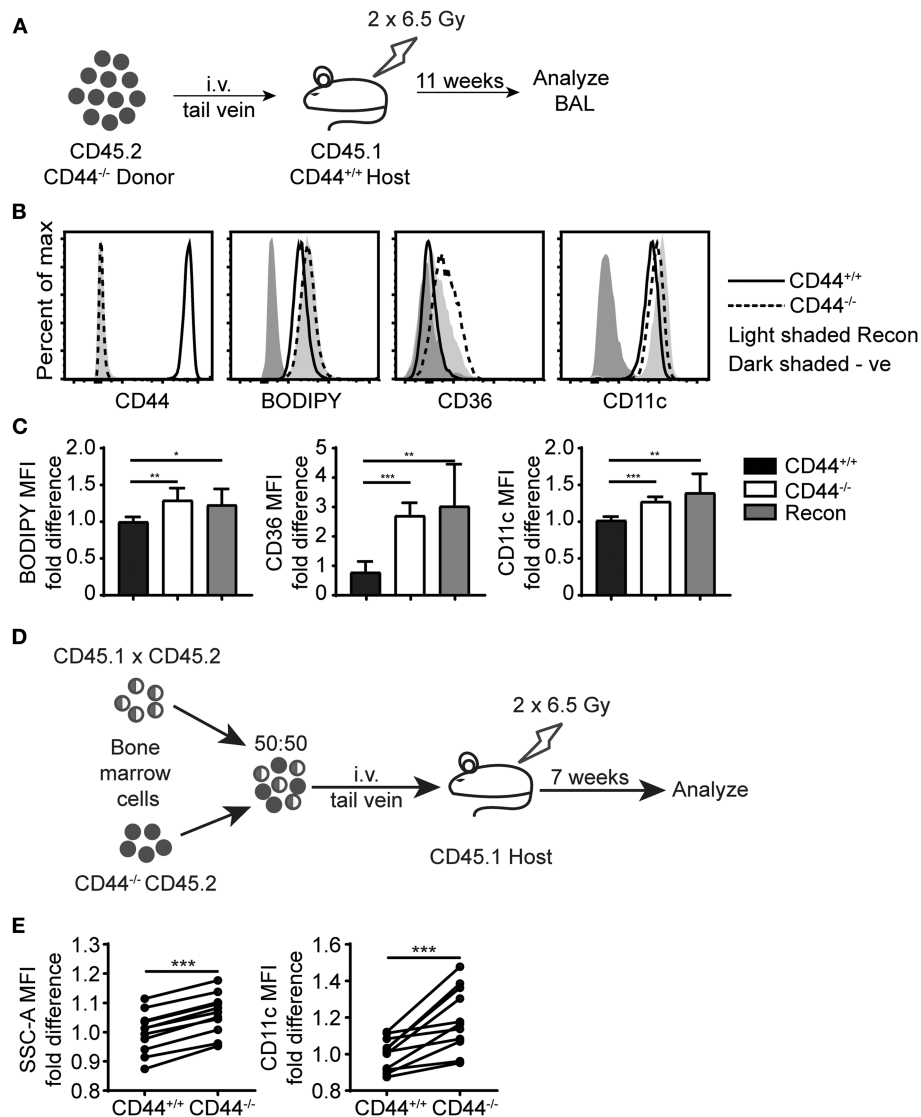 A
2 x 6.5 Gy
i.v.
tail vein
11 weeks
Analyze
BAL
CD45.2
CD44-/- Donor
CD45.1
CD44+/+ Host
B
Percent of max
CD44
BODIPY
CD36
CD11c
CD44+/+
CD44-/-
Light shaded Recon
Dark shaded - ve
C
BODIPY MFI
fold difference
2.0
1.5
1.0
0.5
0
*
**
CD36 MFI
fold difference
5
4
3
2
1
0
**
***
CD11c MFI
fold difference
2.0
1.5
1.0
0.5
0
**
***
CD44+/+
CD44-/-
Recon
D
CD45.1 x CD45.2
Bone
marrow
cells
CD44-/- CD45.2
50:50
i.v.
tail vein
2 x 6.5 Gy
7 weeks
Analyze
CD45.1 Host
E
SSC-A MFI
fold difference
1.3
1.2
1.1
1.0
0.9
0.8
***
CD44+/+ CD44-/-
CD11c MFI
fold difference
1.6
1.4
1.2
1.0
0.8
***
CD44+/+ CD44-/-